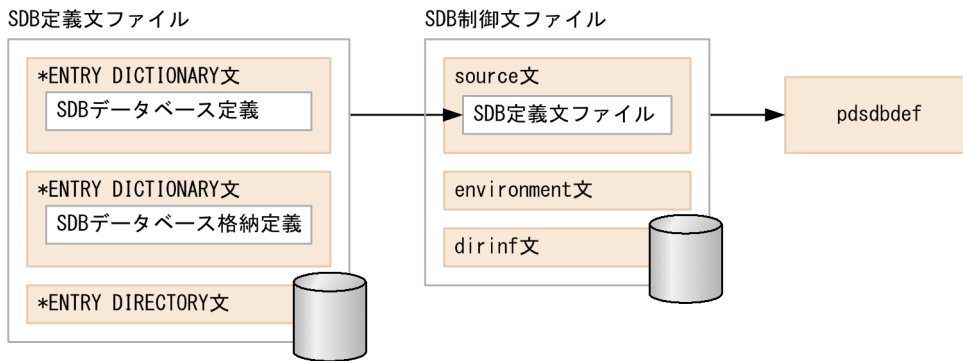 SDB定義文ファイル
*ENTRY DICTIONARY文
SDBデータベース定義
*ENTRY DICTIONARY文
SDBデータベース格納定義
*ENTRY DIRECTORY文
SDB制御文ファイル
source文
SDB定義文ファイル
environment文
dirinf文
pdsdbdef